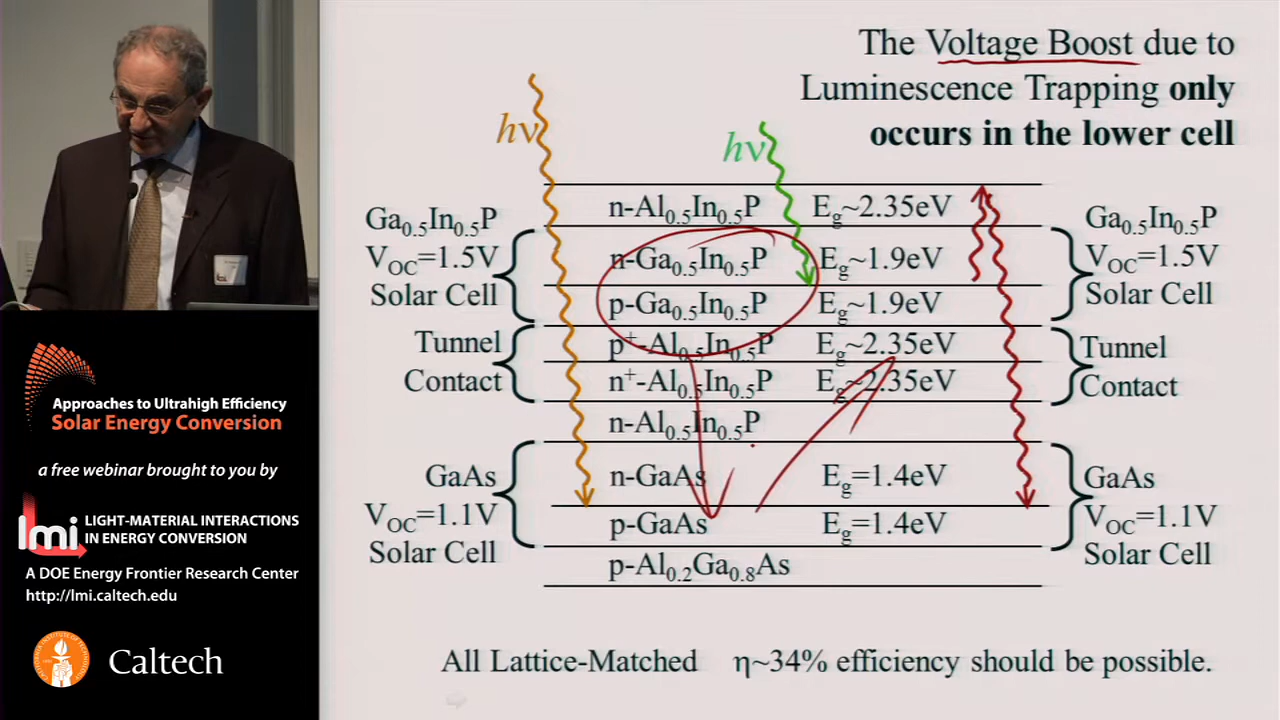 The Voltage Boost due to
Luminescence Trapping only
occurs in the lower cell
hν
hν
Ga0.5In0.5P
VOC=1.5V
Solar Cell
Tunnel
Contact
GaAs
VOC=1.1V
Solar Cell
n-Al0.5In0.5P Eg~2.35eV
n-Ga0.5In0.5P Eg~1.9eV
p-Ga0.5In0.5P Eg~1.9eV
p+-Al0.5In0.5P Eg~2.35eV
n+-Al0.5In0.5P Eg~2.35eV
n-Al0.5In0.5P
n-GaAs Eg=1.4eV
p-GaAs Eg=1.4eV
p-Al0.2Ga0.8As
Ga0.5In0.5P
VOC=1.5V
Solar Cell
Tunnel
Contact
GaAs
VOC=1.1V
Solar Cell
All Lattice-Matched η~34% efficiency should be possible.
Approaches to Ultrahigh Efficiency
Solar Energy Conversion
a free webinar brought to you by
lmi LIGHT-MATERIAL INTERACTIONS
IN ENERGY CONVERSION
A DOE Energy Frontier Research Center
http://lmi.caltech.edu
Caltech